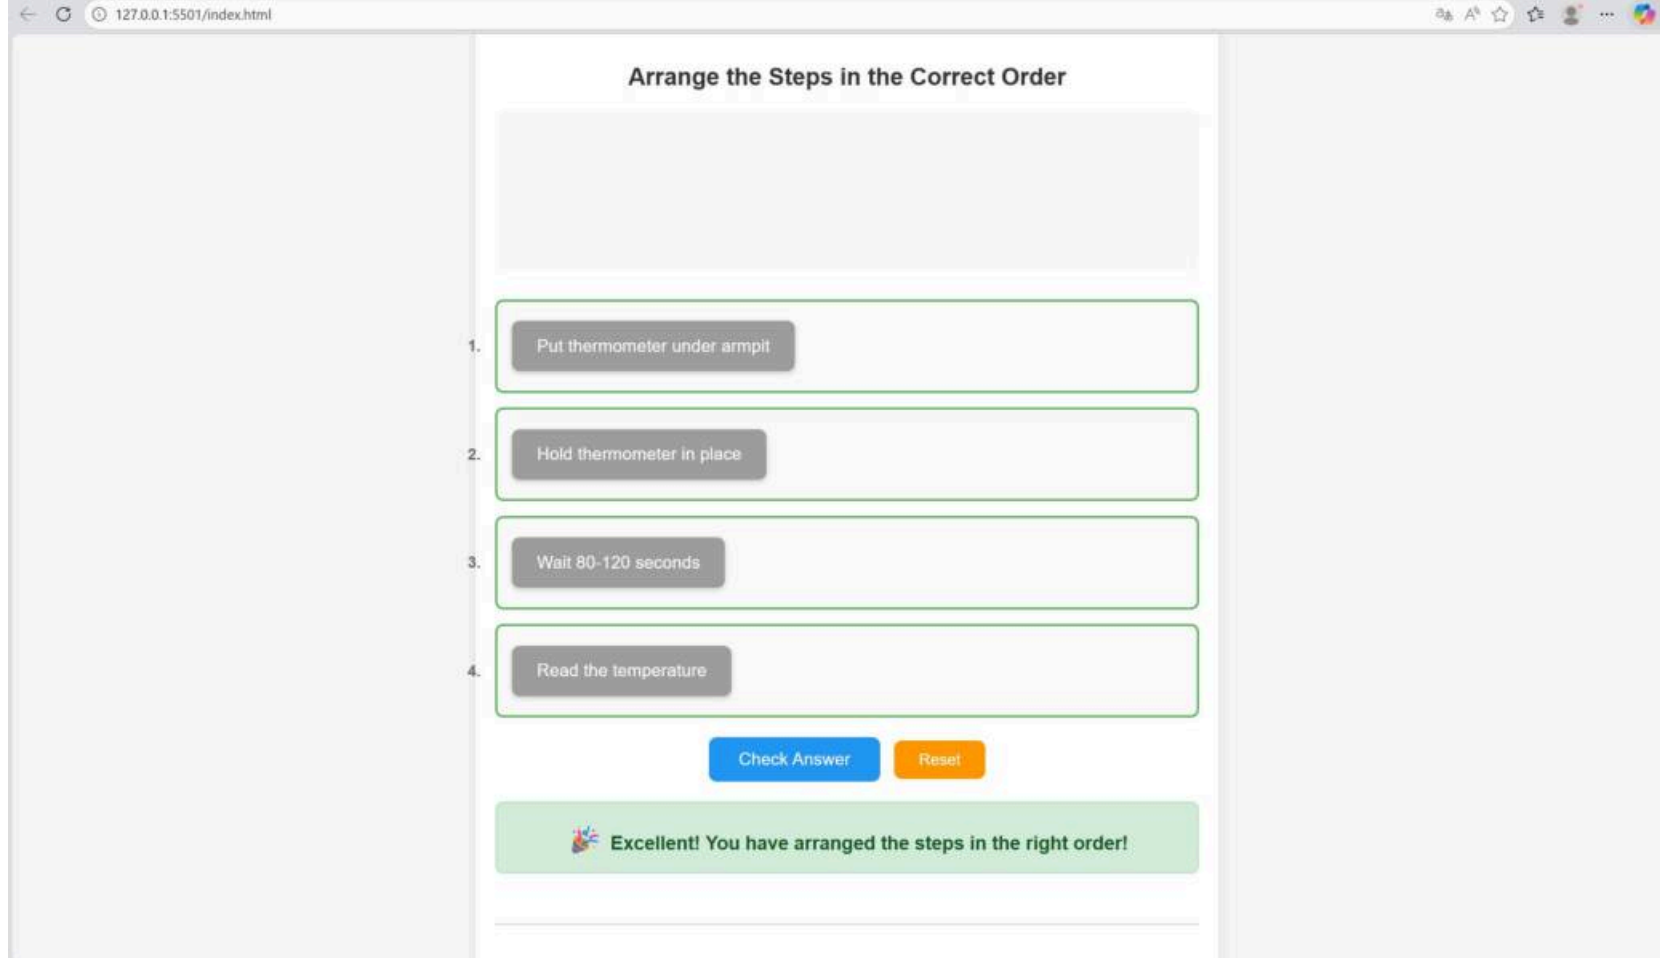 127.0.0.1:5501/index.html
Arrange the Steps in the Correct Order
1. Put thermometer under armpit
2. Hold thermometer in place
3. Wait 80-120 seconds
4. Read the temperature
Check Answer Reset
Excellent! You have arranged the steps in the right order!